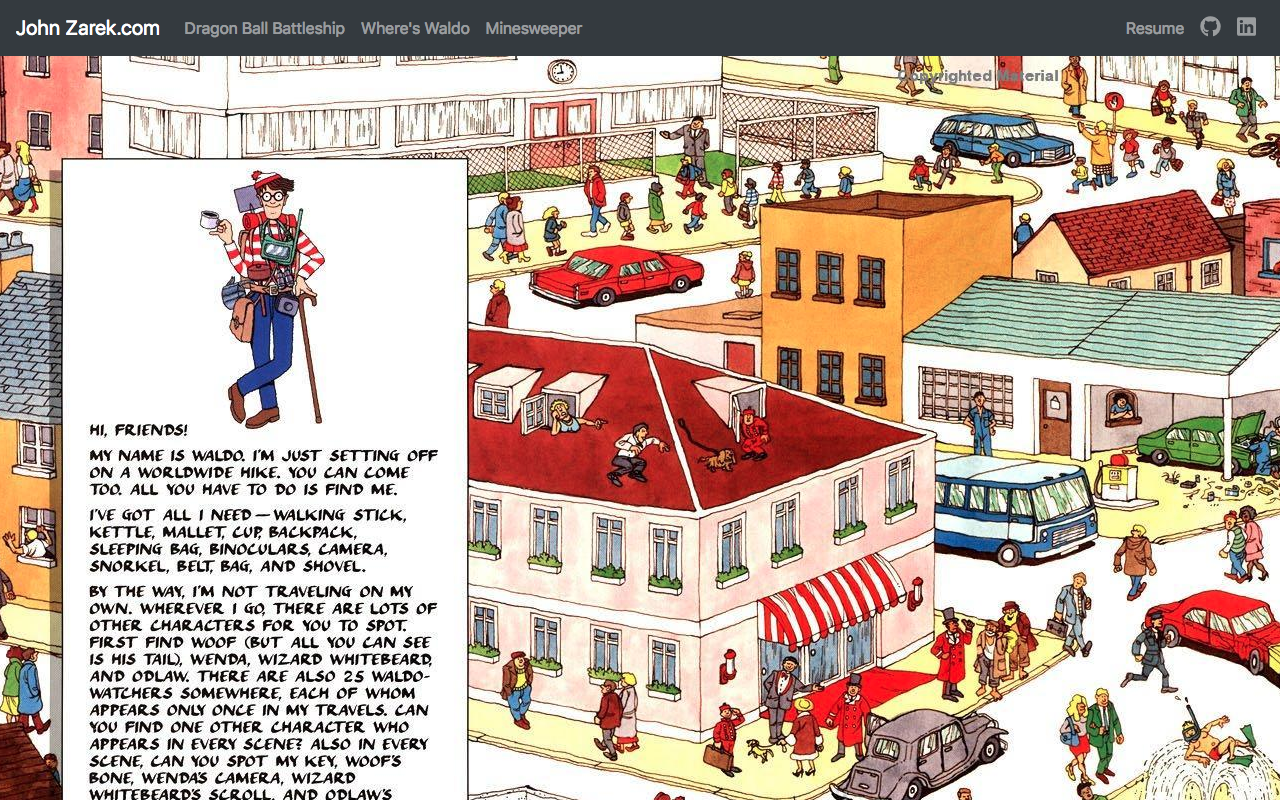 John Zarek.com Dragon Ball Battleship Where's Waldo Minesweeper Resume
Copyrighted Material
HI, FRIENDS!
MY NAME IS WALDO. I'M JUST SETTING OFF
ON A WORLDWIDE HIKE. YOU CAN COME
TOO. ALL YOU HAVE TO DO IS FIND ME.
I'VE GOT ALL I NEED—WALKING STICK,
KETTLE, MALLET, CUP, BACKPACK,
SLEEPING BAG, BINOCULARS, CAMERA,
SNORKEL, BELT, BAG, AND SHOVEL.
BY THE WAY, I'M NOT TRAVELING ON MY
OWN. WHEREVER I GO, THERE ARE LOTS OF
OTHER CHARACTERS FOR YOU TO SPOT.
FIRST FIND WOOF (BUT ALL YOU CAN SEE
IS HIS TAIL), WENDA, WIZARD WHITEBEARD,
AND ODLAW. THERE ARE ALSO 25 WALDO-
WATCHERS SOMEWHERE, EACH OF WHOM
APPEARS ONLY ONCE IN MY TRAVELS. CAN
YOU FIND ONE OTHER CHARACTER WHO
APPEARS IN EVERY SCENE? ALSO IN EVERY
SCENE, CAN YOU SPOT MY KEY, WOOF'S
BONE, WENDA'S CAMERA, WIZARD
WHITEBEARD'S SCROLL, AND ODLAW'S